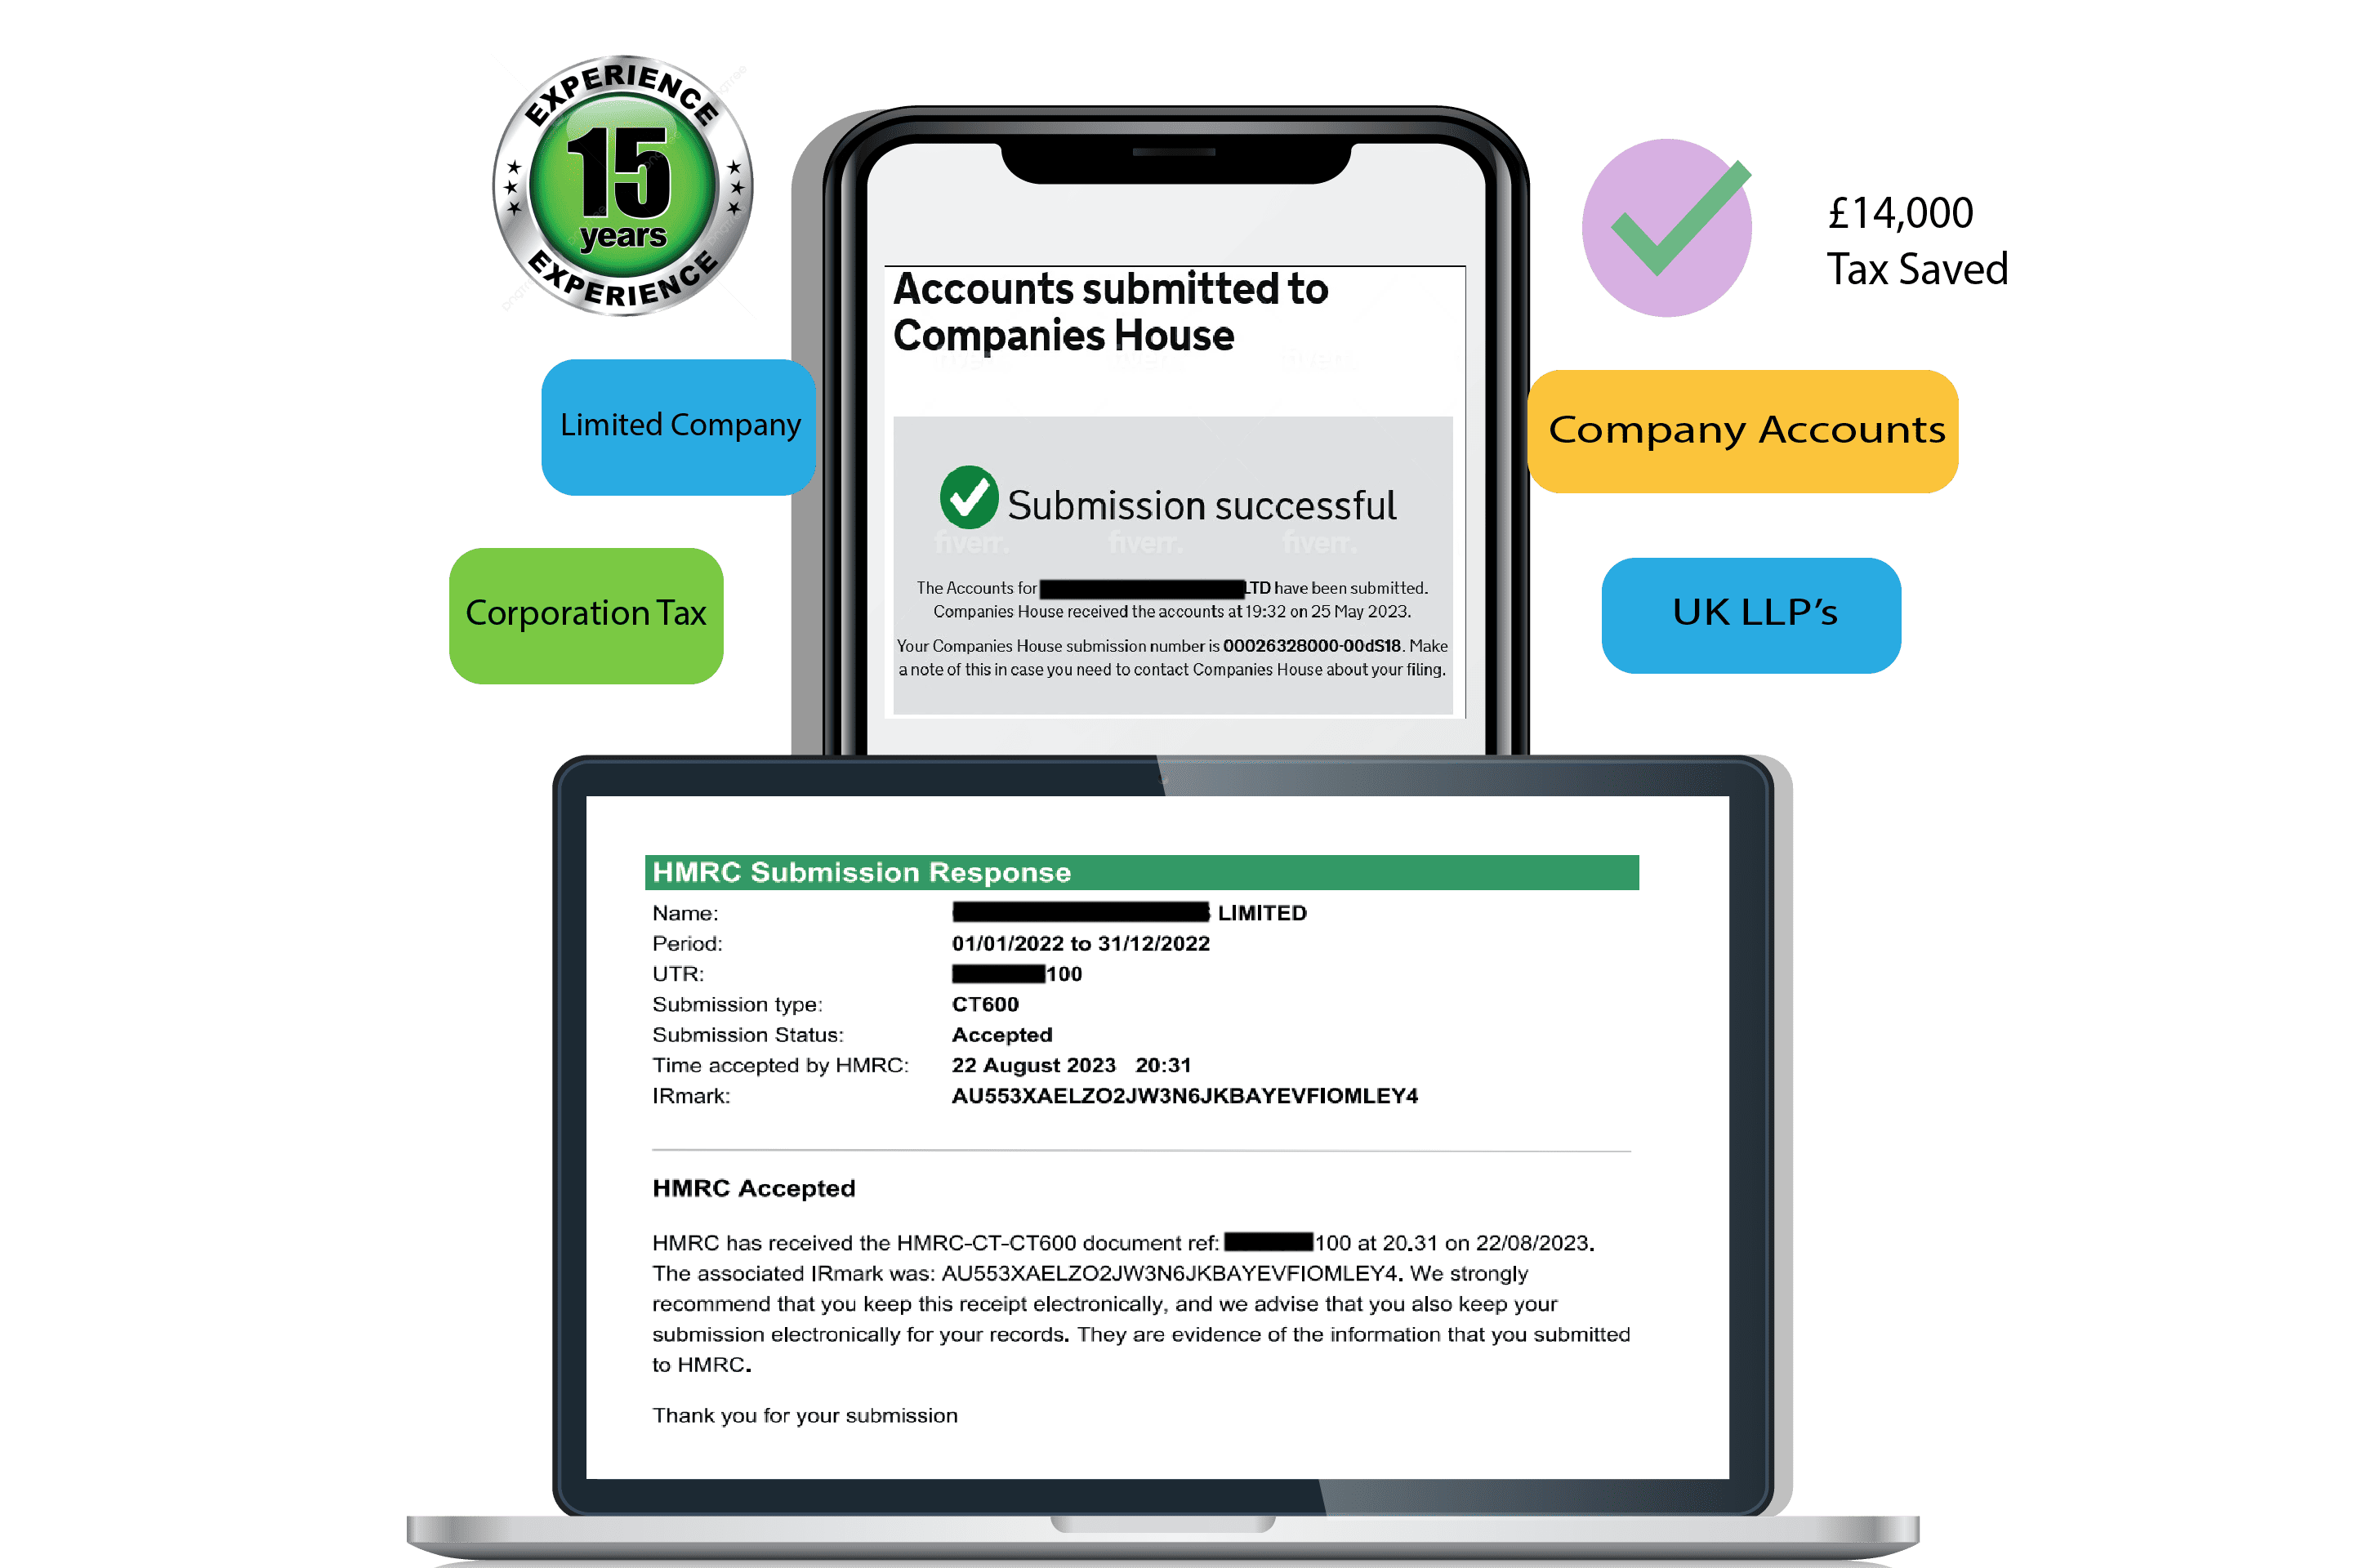 EXPERIENCE
15
years
EXPERIENCE
£14,000
Tax Saved
Accounts submitted to
Companies House
Limited Company
Company Accounts
Submission successful
fiverr. fiverr. fiverr.
Corporation Tax
UK LLP’s
The Accounts for LTD have been submitted.
Companies House received the accounts at 19:32 on 25 May 2023.
Your Companies House submission number is 00026328000-00dS18. Make
a note of this in case you need to contact Companies House about your filing.
HMRC Submission Response
Name: LIMITED
Period: 01/01/2022 to 31/12/2022
UTR: 100
Submission type: CT600
Submission Status: Accepted
Time accepted by HMRC: 22 August 2023 20:31
IRmark: AU553XAELZO2JW3N6JKBAYEVFIOMLEY4
HMRC Accepted
HMRC has received the HMRC-CT-CT600 document ref: 100 at 20.31 on 22/08/2023.
The associated IRmark was: AU553XAELZO2JW3N6JKBAYEVFIOMLEY4. We strongly
recommend that you keep this receipt electronically, and we advise that you also keep your
submission electronically for your records. They are evidence of the information that you submitted
to HMRC.
Thank you for your submission